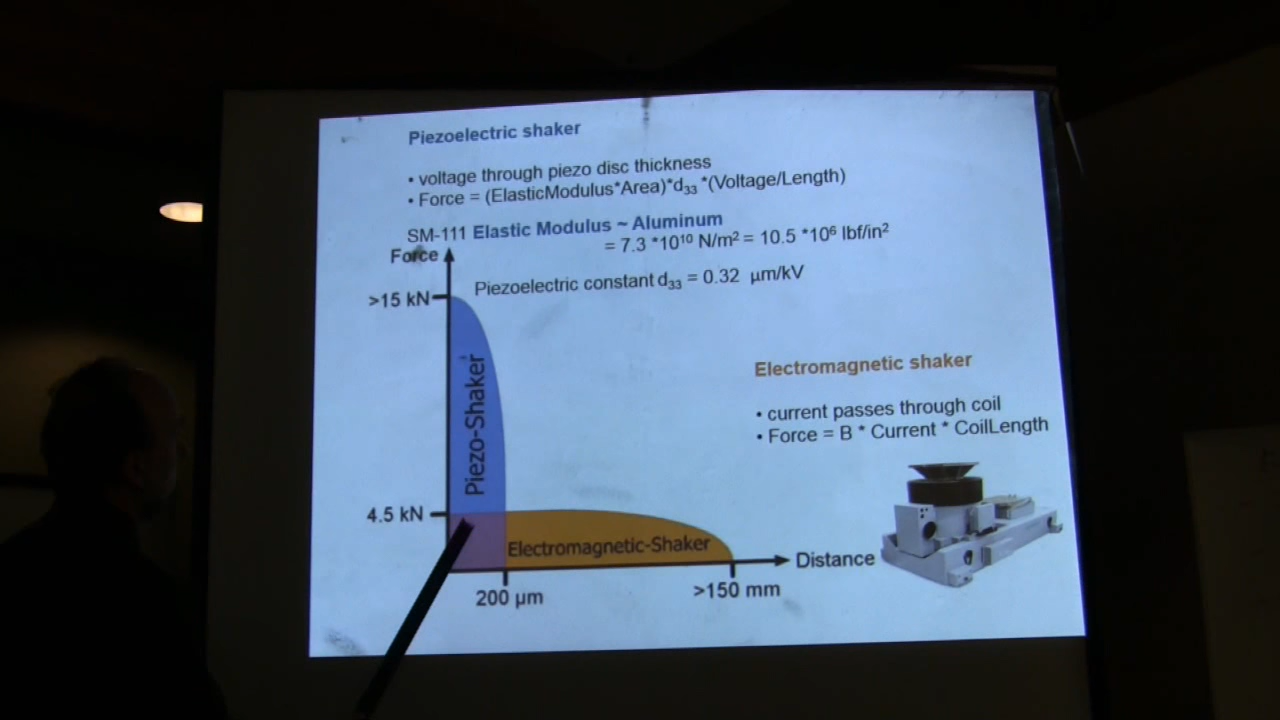 Piezoelectric shaker
• voltage through piezo disc thickness
• Force = (ElasticModulus*Area)*d₃₃ *(Voltage/Length)
SM-111 Elastic Modulus ~ Aluminum
= 7.3 *10¹⁰ N/m² = 10.5 *10⁶ lbf/in²
Force
Piezoelectric constant d₃₃ = 0.32 µm/kV
>15 kN
Piezo-Shaker
Electromagnetic shaker
• current passes through coil
• Force = B * Current * CoilLength
4.5 kN
Electromagnetic-Shaker
Distance
200 µm
>150 mm